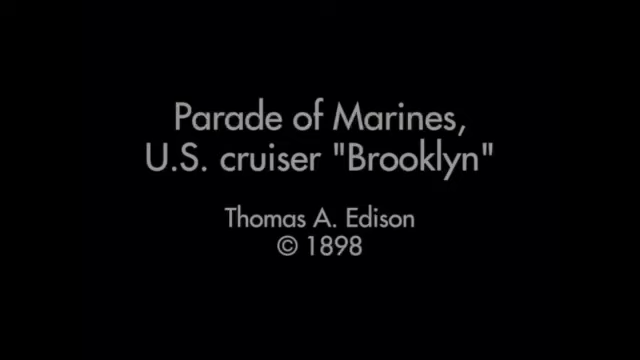 Parade of Marines,
U.S. cruiser "Brooklyn"
Thomas A. Edison
© 1898